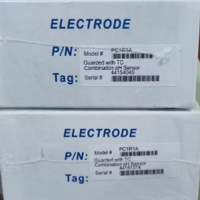 ELECTRODE
P/N:
Model # PC1R1A
Guarded with TC
Combination pH Sensor
Tag:
Serial # 44154040
ELECTRODE
P/N:
Model # PC1R1A
Guarded with TC
Combination pH Sensor
Tag:
Serial #